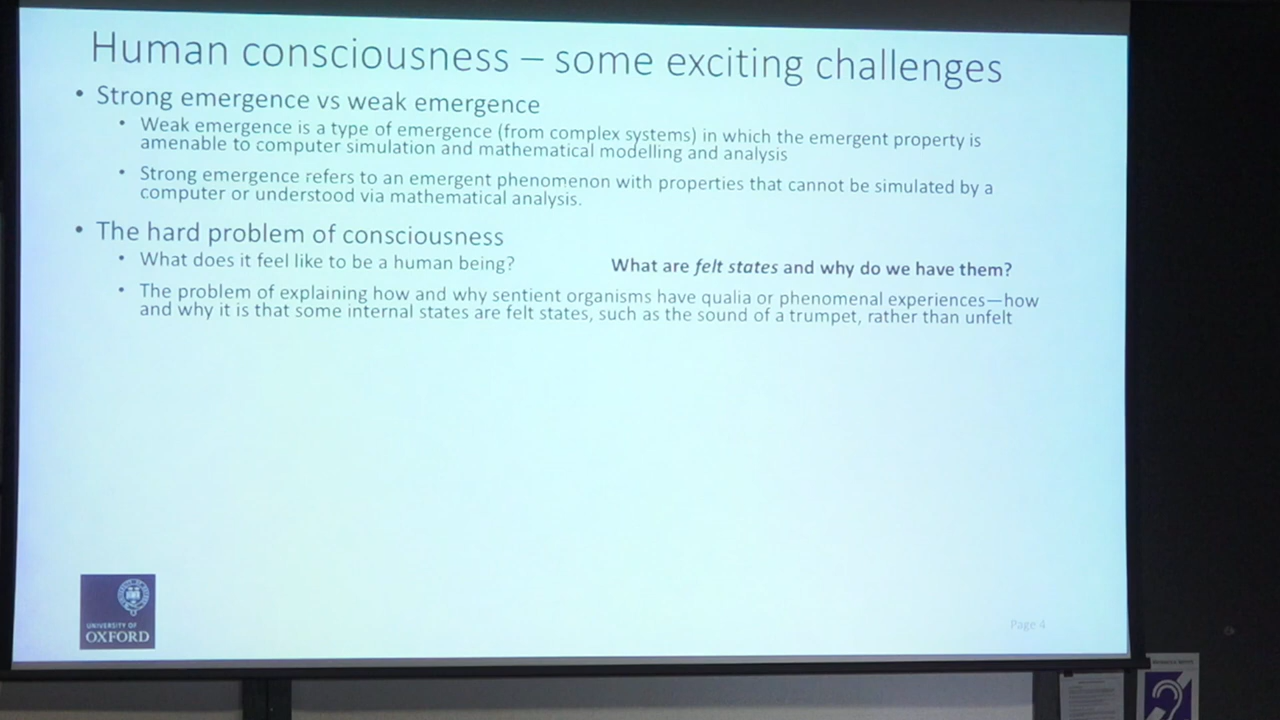 Human consciousness – some exciting challenges
• Strong emergence vs weak emergence
• Weak emergence is a type of emergence (from complex systems) in which the emergent property is
amenable to computer simulation and mathematical modelling and analysis
• Strong emergence refers to an emergent phenomenon with properties that cannot be simulated by a
computer or understood via mathematical analysis.
• The hard problem of consciousness
• What does it feel like to be a human being? What are felt states and why do we have them?
• The problem of explaining how and why sentient organisms have qualia or phenomenal experiences—how
and why it is that some internal states are felt states, such as the sound of a trumpet, rather than unfelt
UNIVERSITY OF
OXFORD
Page 4